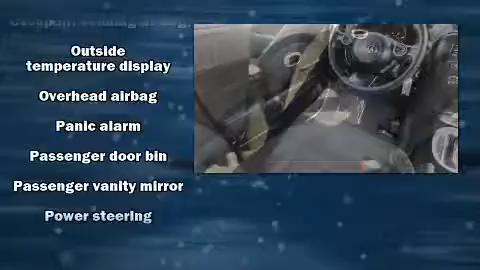 Outside
temperature display
Overhead airbag
Panic alarm
Passenger door bin
Passenger vanity mirror
Power steering